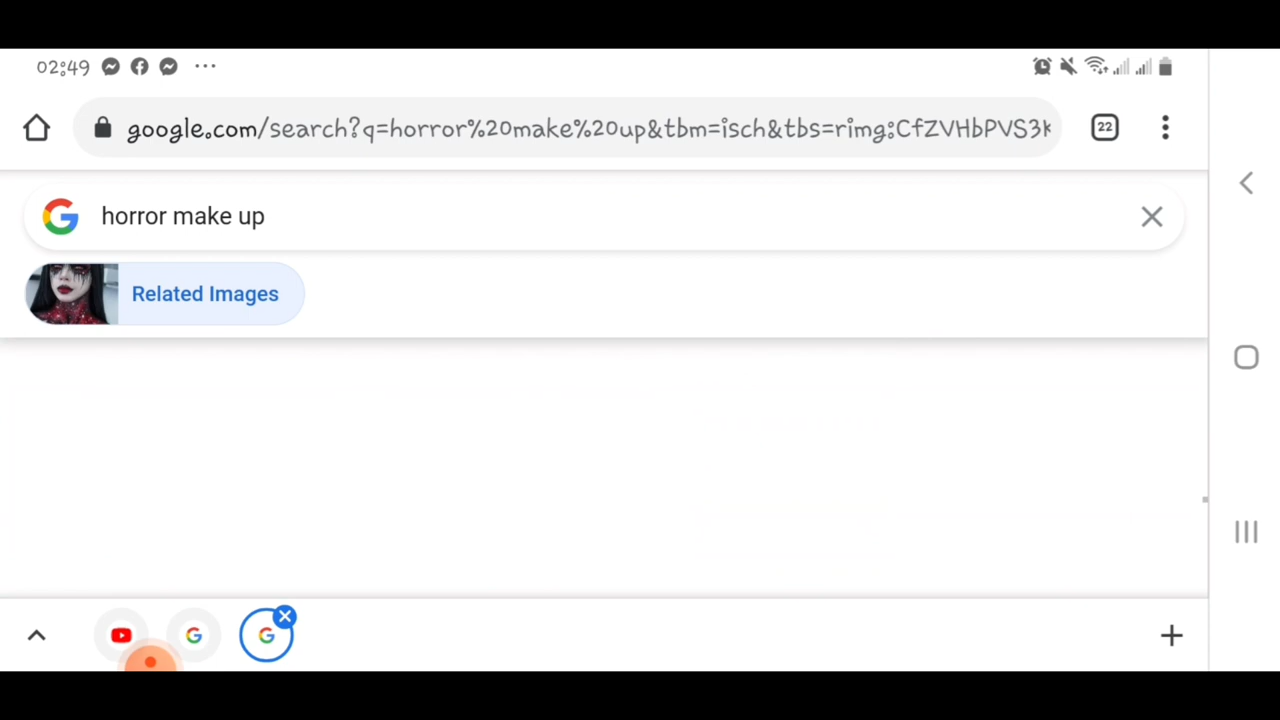 02:49
google.com/search?q=horror%20make%20up&tbm=isch&tbs=rimg:CfZVHbPVS3k
22
horror make up
Related Images